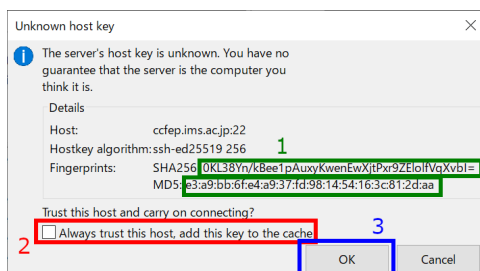 Unknown host key
The server's host key is unknown. You have no
guarantee that the server is the computer you
think it is.
Details
Host: ccfep.ims.ac.jp:22
Hostkey algorithm: ssh-ed25519 256
1
Fingerprints: SHA256: 0KL38Yn/kBee1pAuxyKwenEwXjtPxr9ZElolfVqXvbI=
MD5: e3:a9:bb:6f:e4:a9:37:fd:98:14:54:16:3c:81:2d:aa
Trust this host and carry on connecting?
2 Always trust this host, add this key to the cache
3
OK Cancel